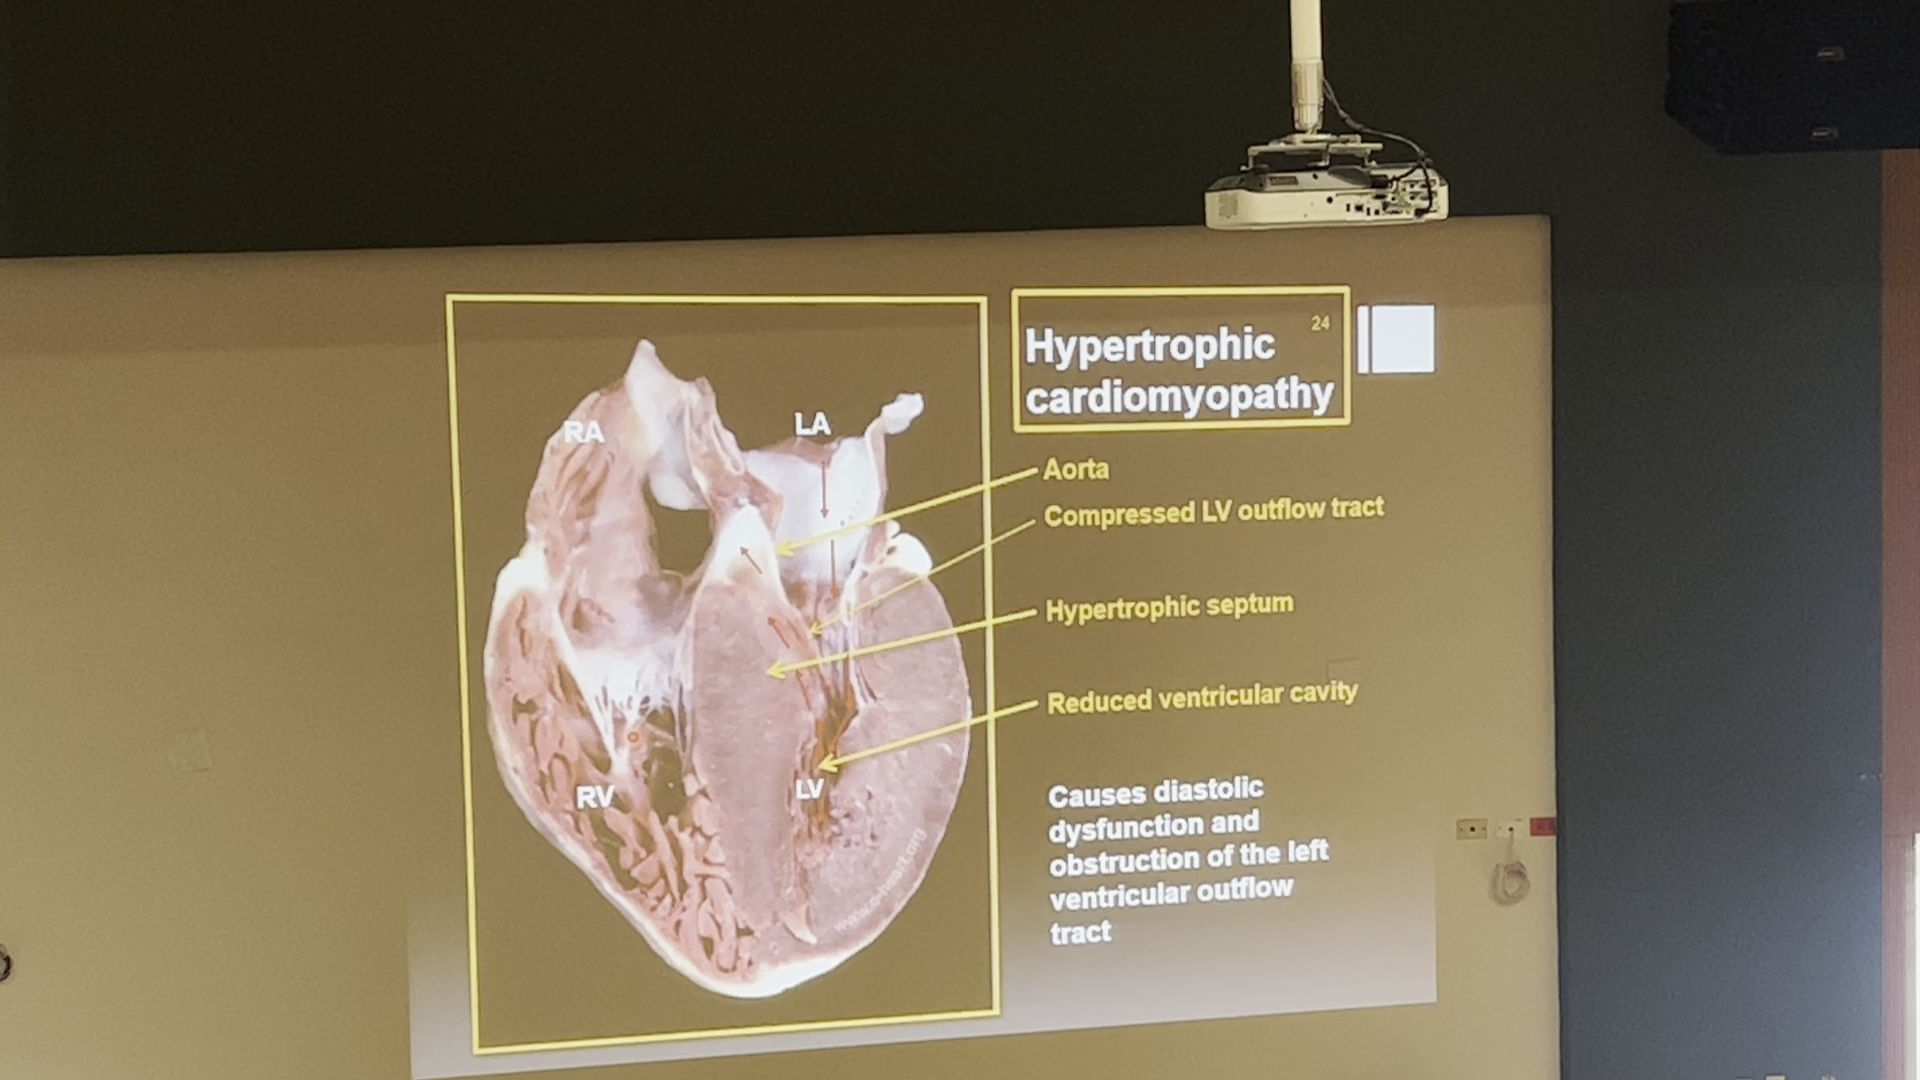 24
Hypertrophic
cardiomyopathy
RA
LA
Aorta
Compressed LV outflow tract
Hypertrophic septum
Reduced ventricular cavity
RV
LV
Causes diastolic
dysfunction and
obstruction of the left
ventricular outflow
tract